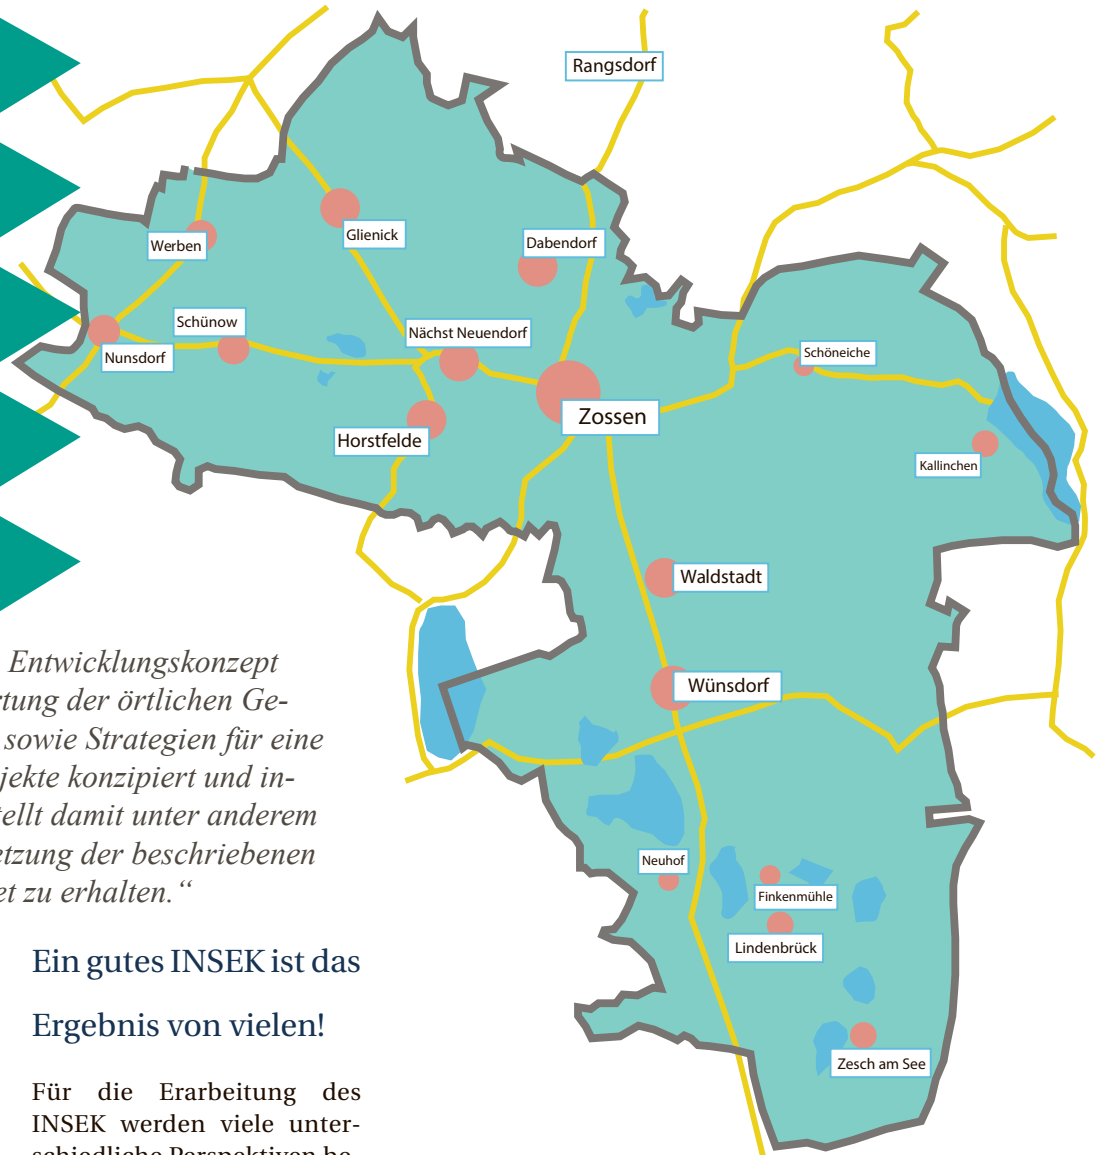 Rangsdorf
Glienick
Werben
Dabendorf
Schünow
Nächst Neuendorf
Nunsdorf
Schöneiche
Zossen
Horstfelde
Kallinchen
Waldstadt
Wünsdorf
Neuhof
Finkenmühle
Lindenbrück
Zesch am See
Entwicklungskonzept
tung der örtlichen Ge-
sowie Strategien für eine
jekte konzipiert und in-
tellt damit unter anderem
etzung der beschriebenen
et zu erhalten.“
Ein gutes INSEK ist das
Ergebnis von vielen!
Für die Erarbeitung des
INSEK werden viele unter-
schiedliche Perspektiven be-